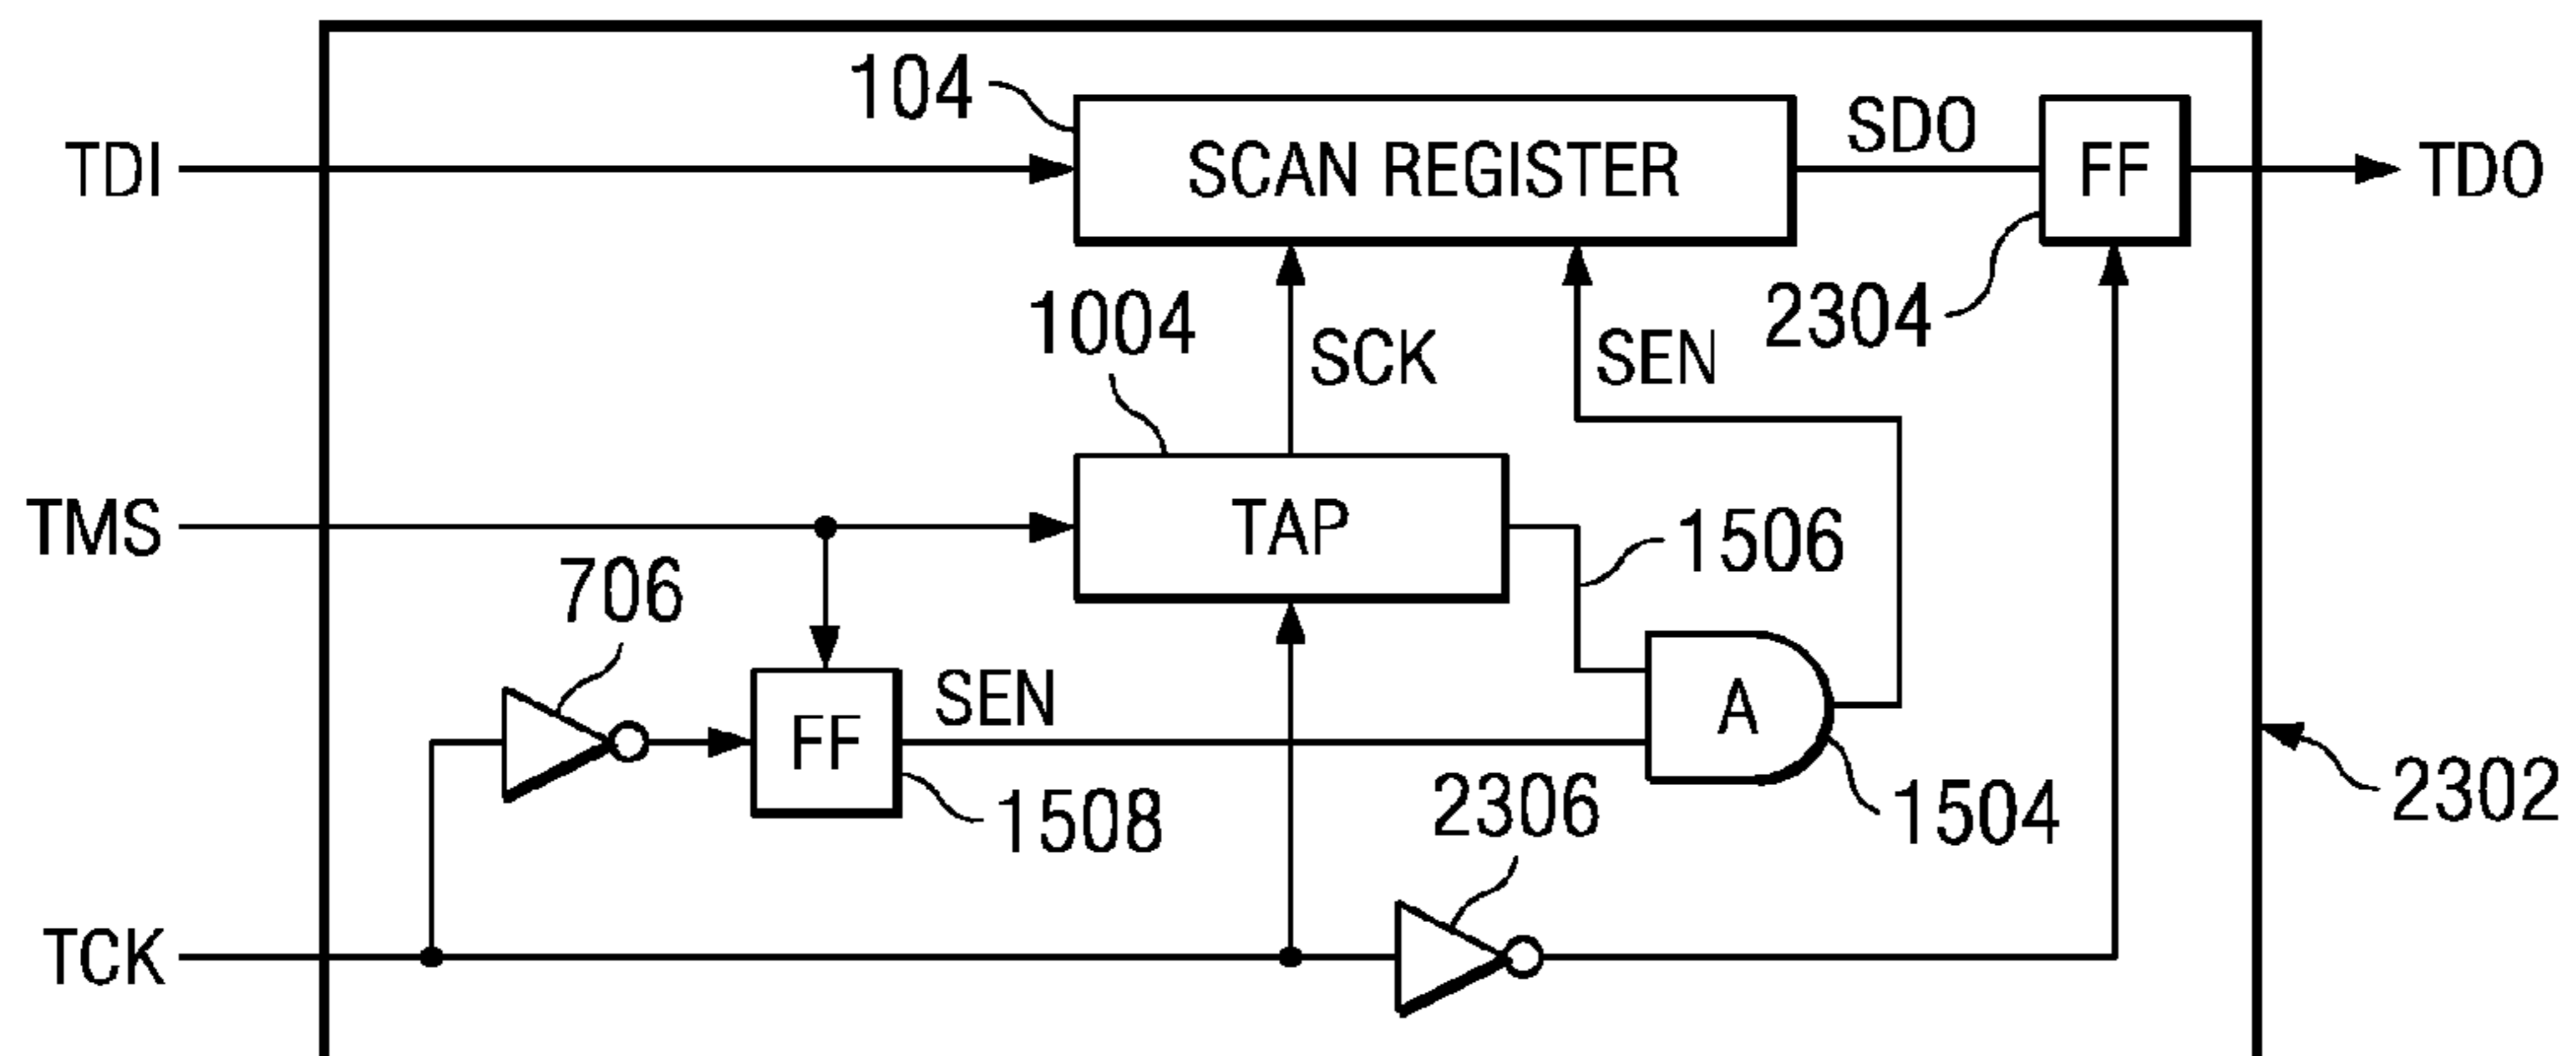 104
SDO
TDI
SCAN REGISTER
FF
TDO
1004
SCK
SEN
2304
TMS
TAP
1506
706
SEN
FF
A
1508
2306
1504
2302
TCK